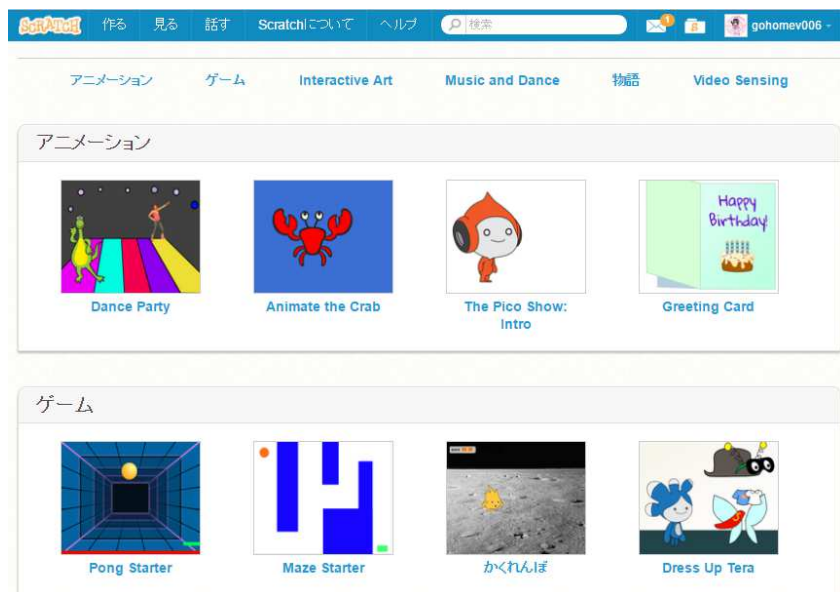 SCRATCH 作る 見る 話す Scratchについて ヘルプ 検索 1 gohomev006
アニメーション ゲーム Interactive Art Music and Dance 物語 Video Sensing
アニメーション
Happy
Birthday!
Dance Party Animate the Crab The Pico Show: Greeting Card
Intro
ゲーム
Pong Starter Maze Starter かくれんぼ Dress Up Tera